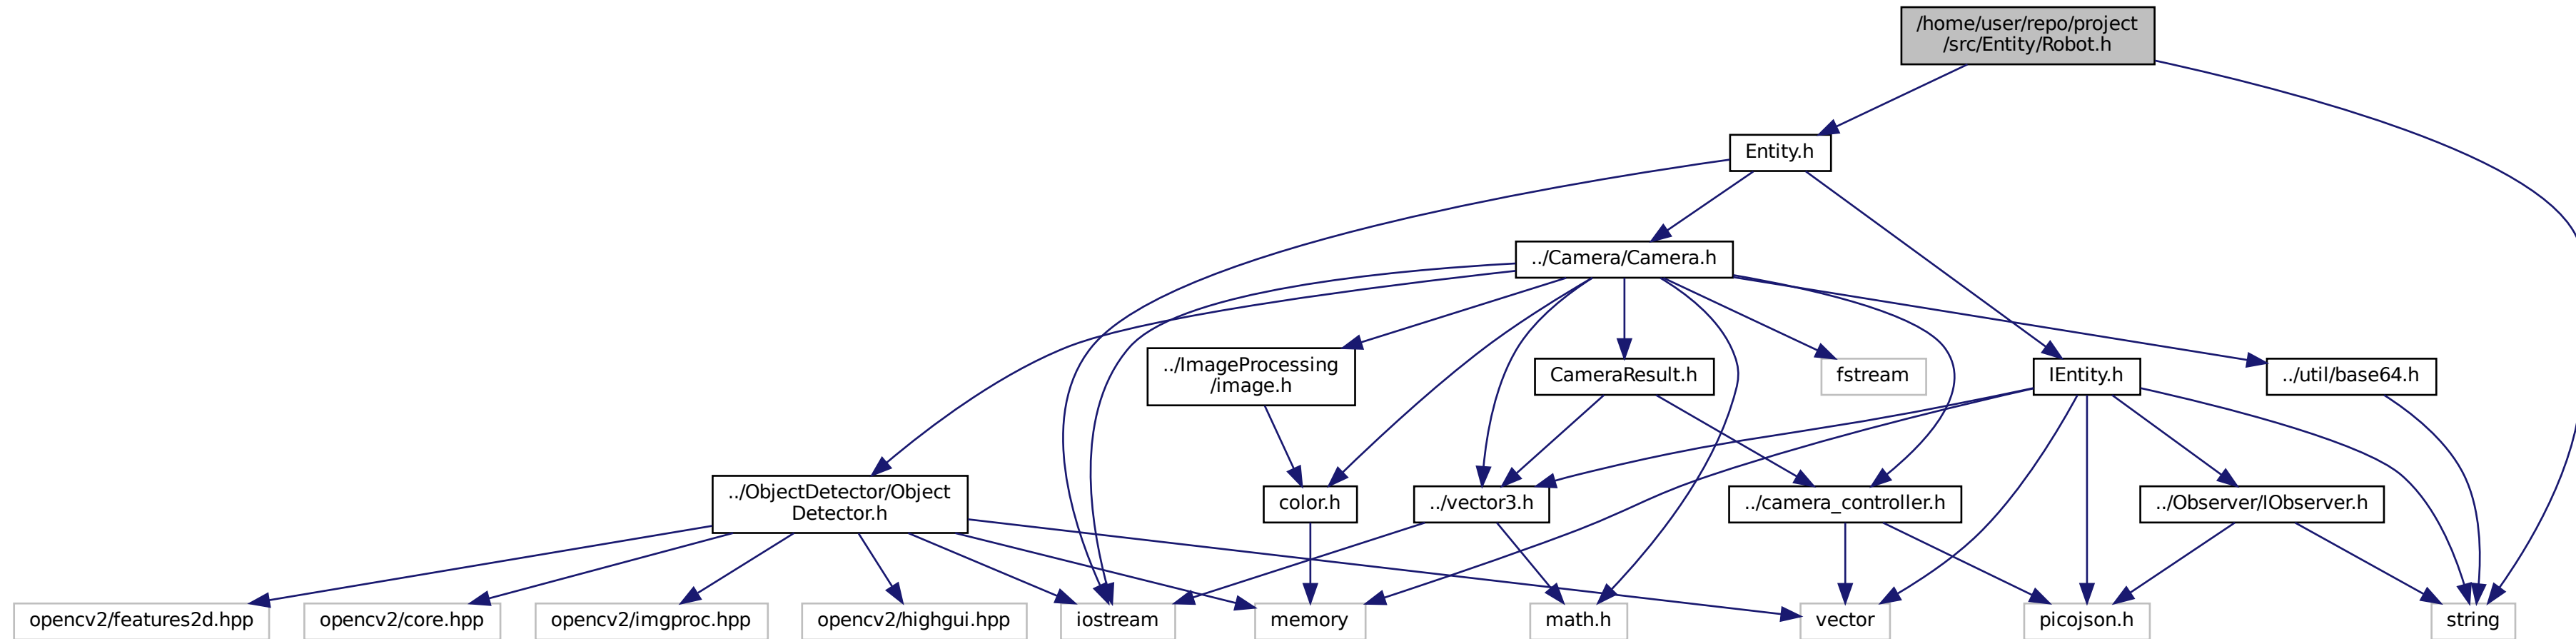 /home/user/repo/project
/src/Entity/Robot.h
Entity.h
../Camera/Camera.h
../ImageProcessing
/image.h
CameraResult.h
fstream
IEntity.h
../util/base64.h
../ObjectDetector/Object
Detector.h
color.h
../vector3.h
../camera_controller.h
../Observer/IObserver.h
opencv2/features2d.hpp
opencv2/core.hpp
opencv2/imgproc.hpp
opencv2/highgui.hpp
iostream
memory
math.h
vector
picojson.h
string